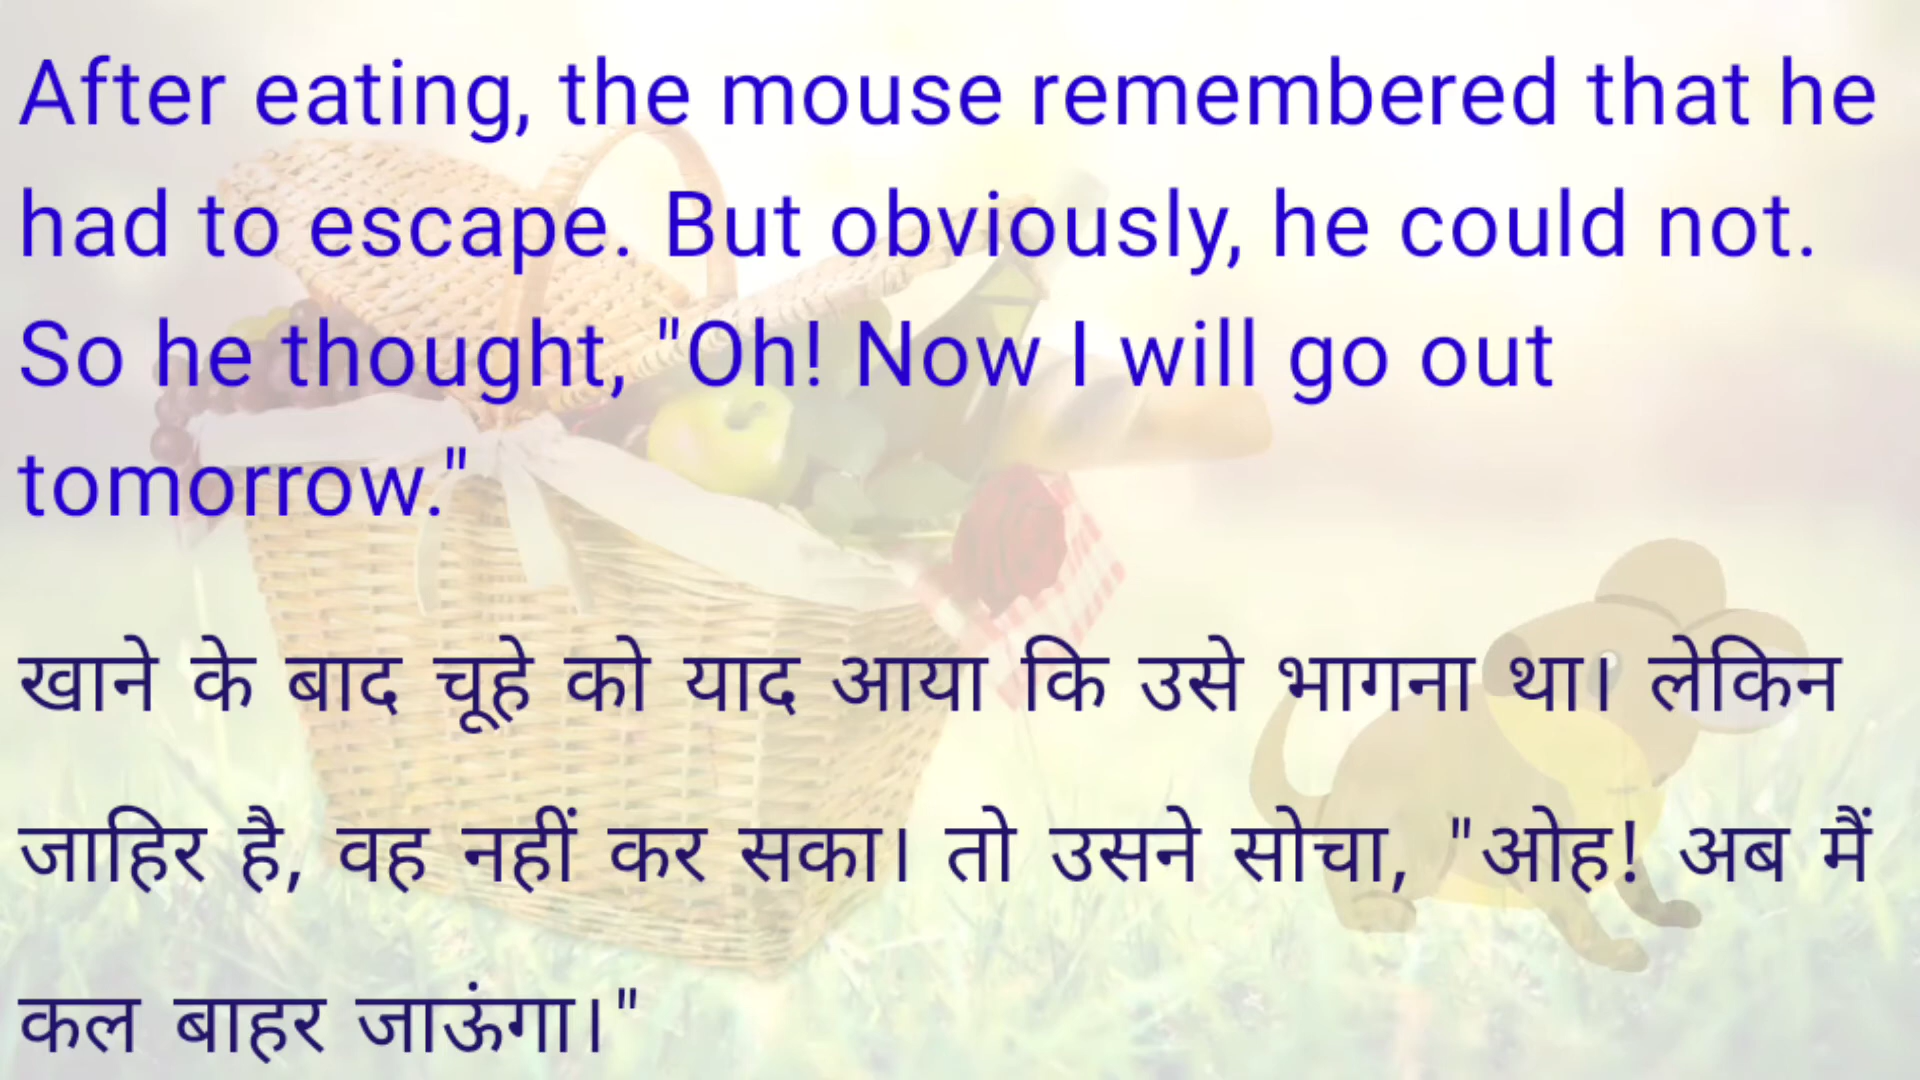 After eating, the mouse remembered that he
had to escape. But obviously, he could not.
So he thought, "Oh! Now I will go out
tomorrow."
खाने के बाद चूहे को याद आया कि उसे भागना था। लेकिन
जाहिर है, वह नहीं कर सका। तो उसने सोचा, "ओह! अब मैं
कल बाहर जाऊंगा।"